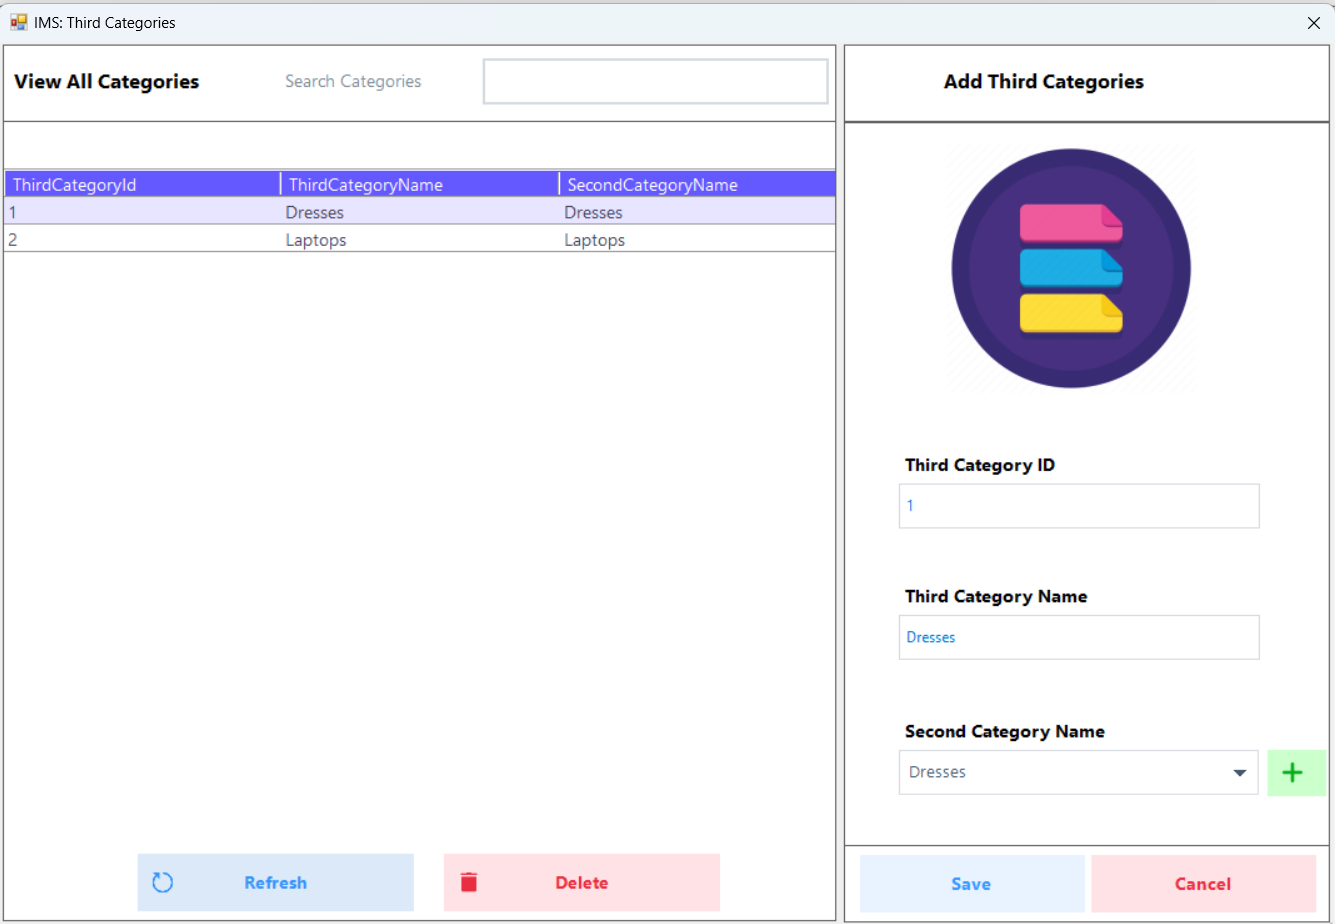 IMS: Third Categories
View All Categories
Search Categories
ThirdCategoryId ThirdCategoryName SecondCategoryName
1 Dresses Dresses
2 Laptops Laptops
Refresh
Delete
Add Third Categories
Third Category ID
1
Third Category Name
Dresses
Second Category Name
Dresses
Save
Cancel